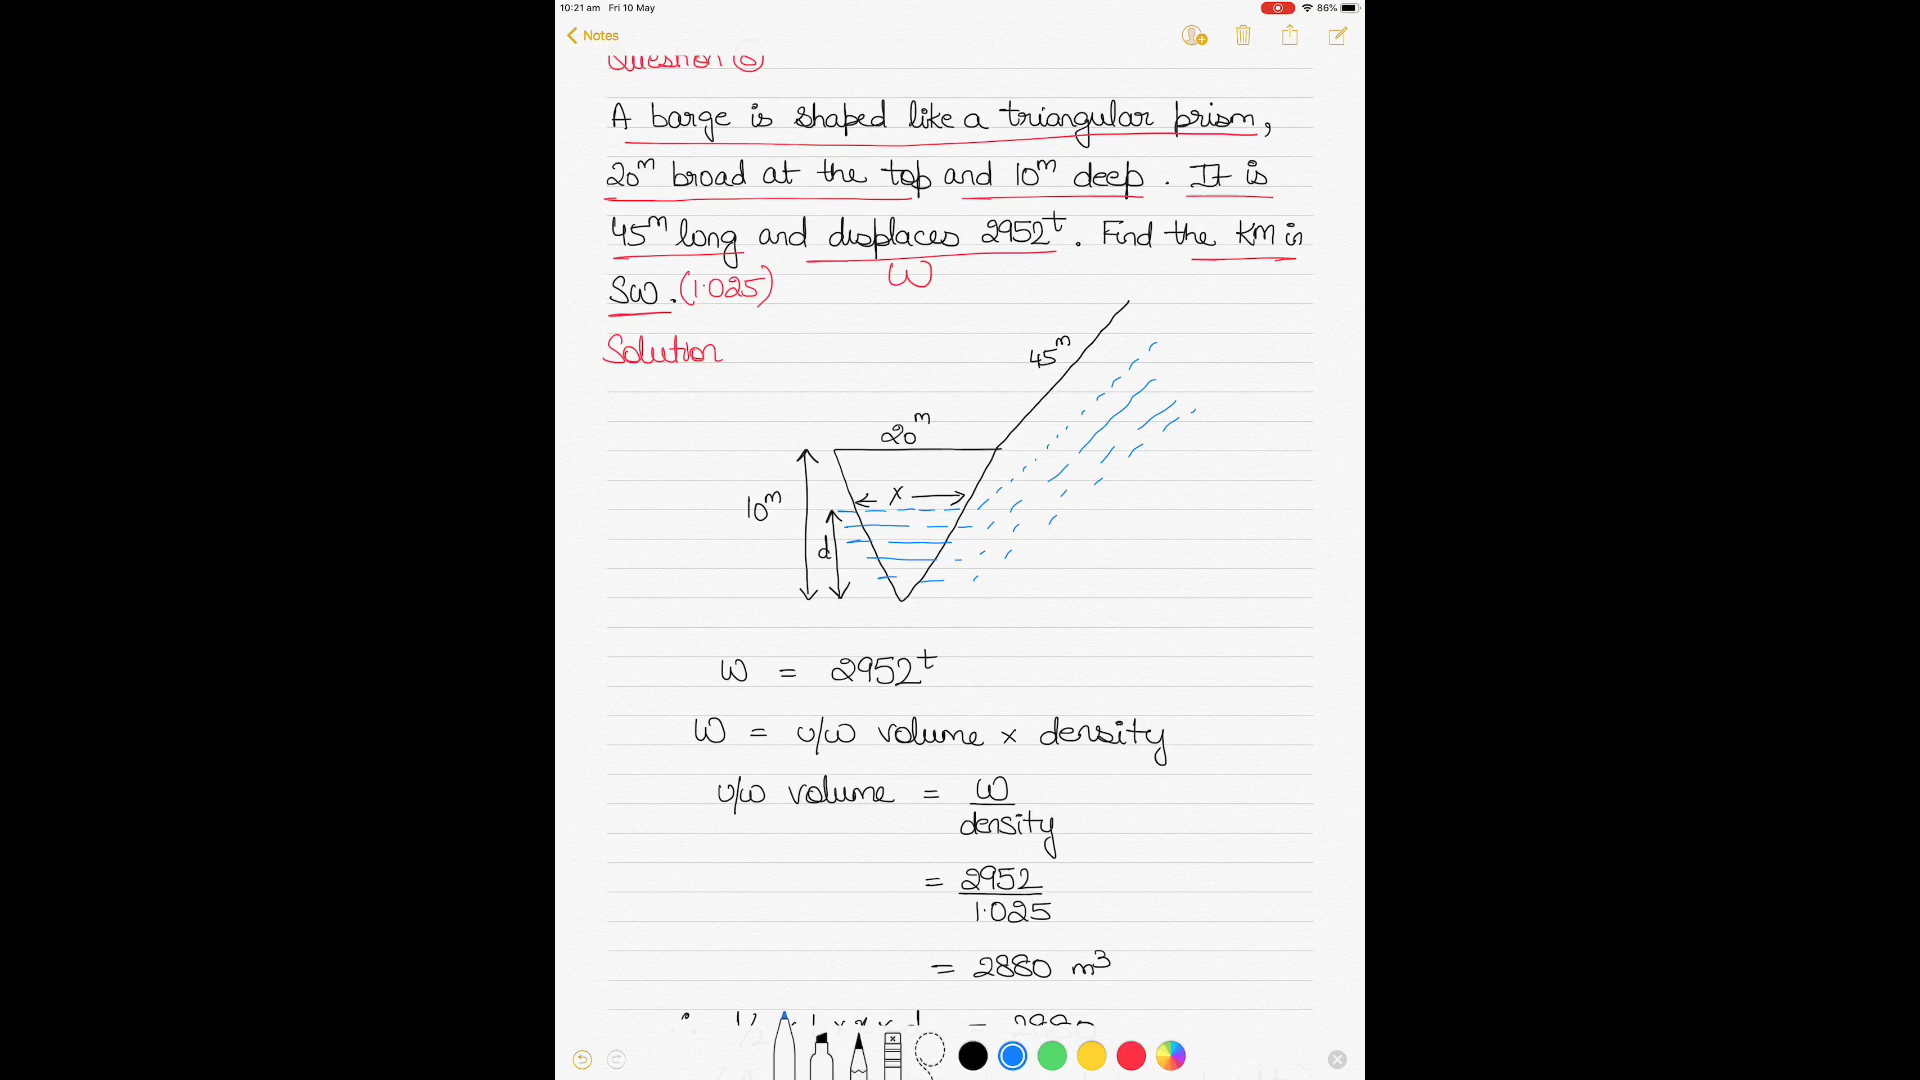 10:21 am Fri 10 May
86%
Notes
Question 8
A barge is shaped like a triangular prism,
20m broad at the top and 10m deep. It is
45m long and displaces 2952t. Find the KM in
SW. (1.025)
W
Solution
45m
20m
x
10m
d
W = 2952t
W = u/w volume × density
u/w volume = W
density
= 2952
1.025
= 2880 m³